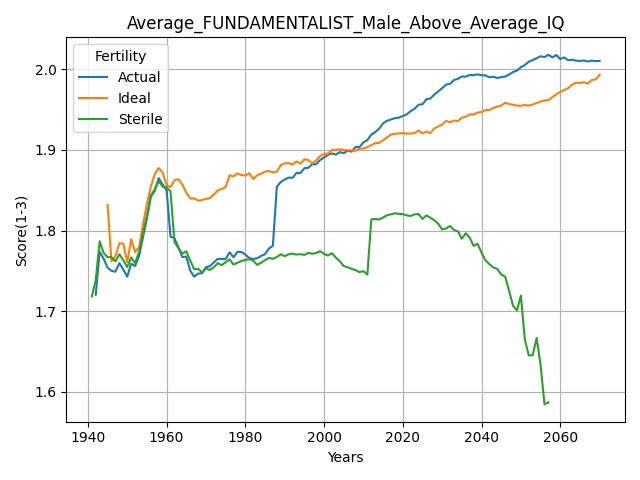 Average_FUNDAMENTALIST_Male_Above_Average_IQ
Fertility
Actual
Ideal
Sterile
Score(1-3)
2.0
1.9
1.8
1.7
1.6
1940 1960 1980 2000 2020 2040 2060
Years